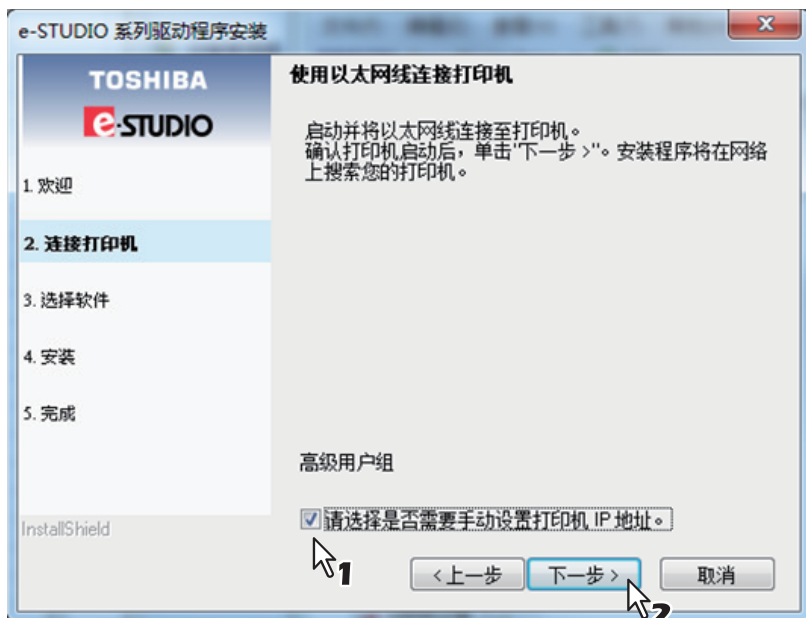 e-STUDIO 系列驱动程序安装
TOSHIBA
e-STUDIO
1. 欢迎
2. 连接打印机
3. 选择软件
4. 安装
5. 完成
InstallShield
使用以太网线连接打印机
启动并将以太网线连接至打印机。
确认打印机启动后，单击"下一步 >"。安装程序将在网络
上搜索您的打印机。
高级用户组
请选择是否需要手动设置打印机 IP 地址。
1
< 上一步
下一步 >
取消
2